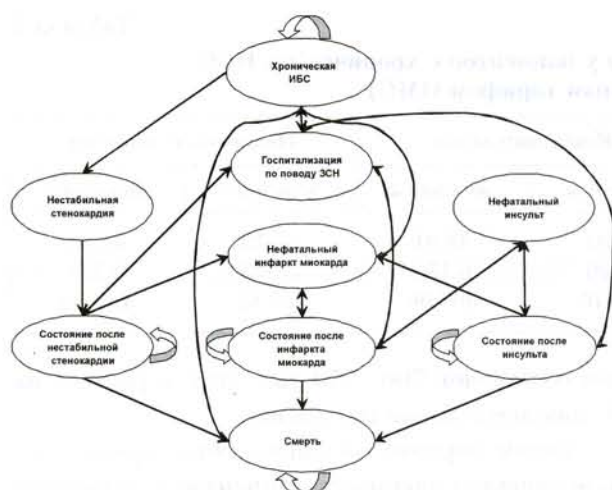 Хроническая
ИБС
Госпитализация
по поводу ЗСН
Нестабильная
стенокардия
Нефатальный
инсульт
Нефатальный
инфаркт миокарда
Состояние после
нестабильной
стенокардии
Состояние после
инфаркта
миокарда
Состояние после
инсульта
Смерть